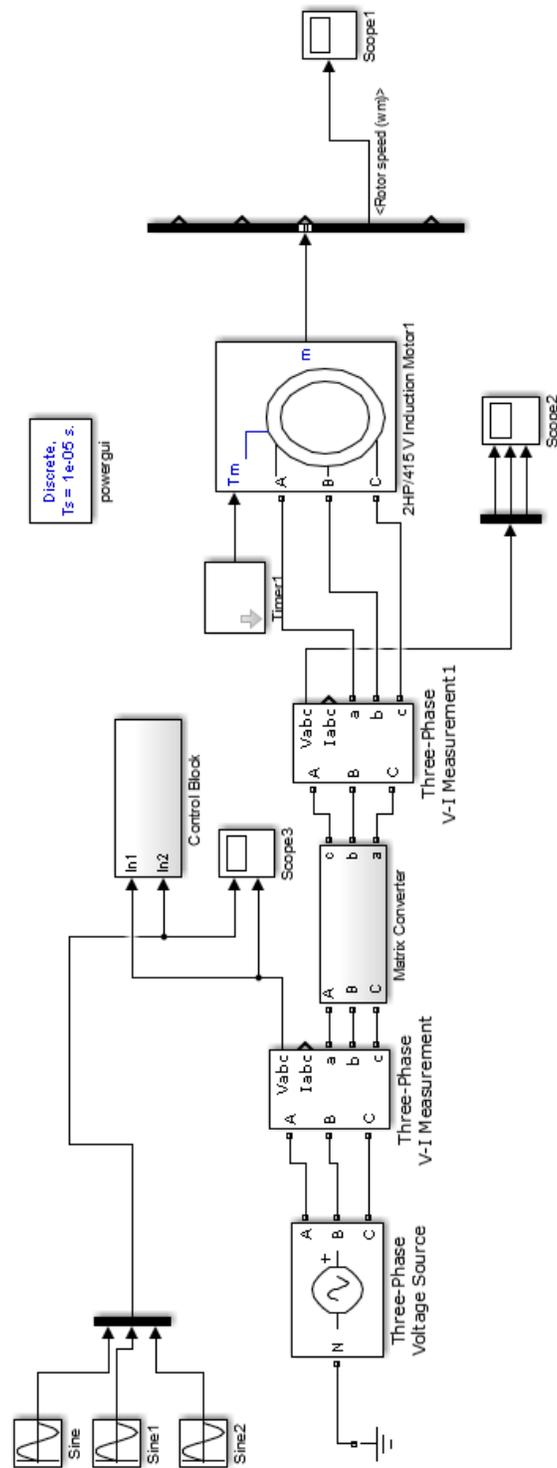 Sine
Sine1
Sine2
N
A
B
C
Three-Phase
Voltage Source
A
B
C
Vabc
Iabc
a
b
c
Three-Phase
V-I Measurement
In1
In2
Control Block
Scope3
A
B
C
c
b
a
Matrix Converter
A
B
C
Vabc
Iabc
a
b
c
Three-Phase
V-I Measurement1
Timer1
Discrete,
Ts = 1e-05 s.
powergui
Tm
A
B
C
m
2HP/415 V Induction Motor1
Scope2
<Rotor speed (wm)>
Scope1